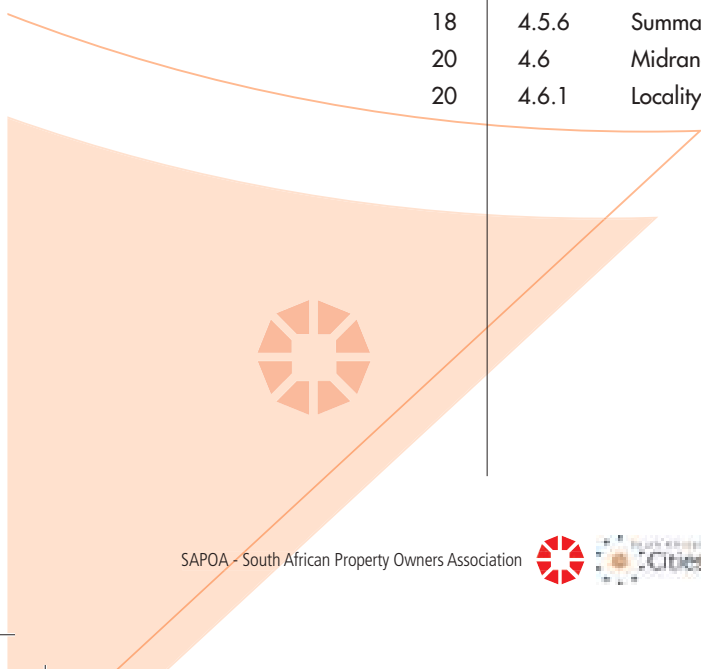 18 4.5.6 Summa
20 4.6 Midran
20 4.6.1 Locality
SAPOA - South African Property Owners Association
Cities